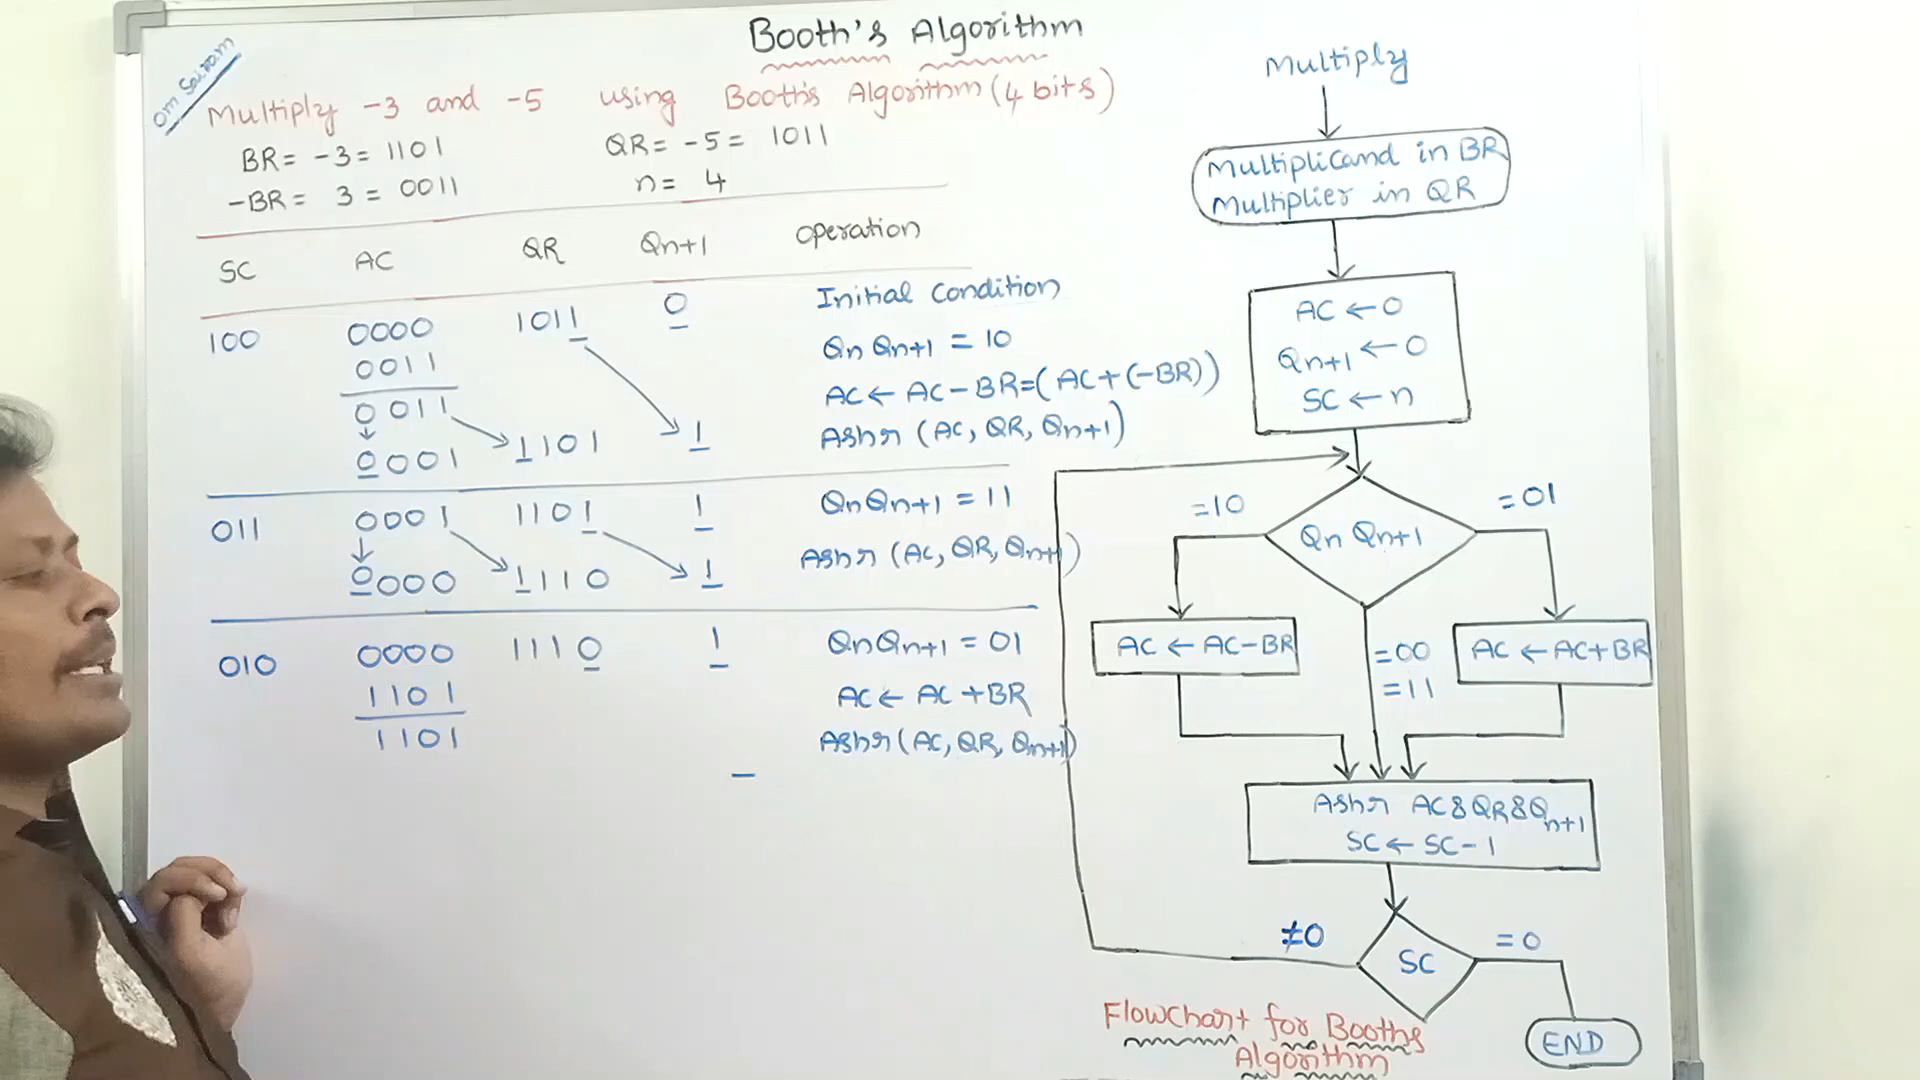 Om Sai ram
Booth's Algorithm
Multiply -3 and -5 using Booth's Algorithm (4 bits)
BR = -3 = 1101
QR = -5 = 1011
-BR = 3 = 0011
n = 4
SC AC QR Qn+1 operation
100 0000 1011 0 Initial Condition
0011 Qn Qn+1 = 10
0011 AC ← AC - BR = (AC + (-BR))
0001 1101 1 Ashr (AC, QR, Qn+1)
011 0001 1101 1 QnQn+1 = 11
0000 1110 1 Ashr (AC, QR, Qn+1)
010 0000 1110 1 QnQn+1 = 01
1101 AC ← AC + BR
1101 Ashr (AC, QR, Qn+1)
Multiply
Multiplicand in BR
Multiplier in QR
AC ← 0
Qn+1 ← 0
SC ← n
=10
Qn Qn+1
=01
AC ← AC-BR
=00
=11
AC ← AC+BR
Ashr AC&QR&Qn+1
SC ← SC-1
≠0
SC
=0
END
Flowchart for Booths
Algorithm